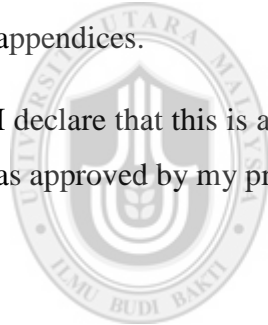 appendices.
I declare that this is a
as approved by my pr
UNIVERSITI UTARA MALAYSIA
ILMU BUDI BAKTI